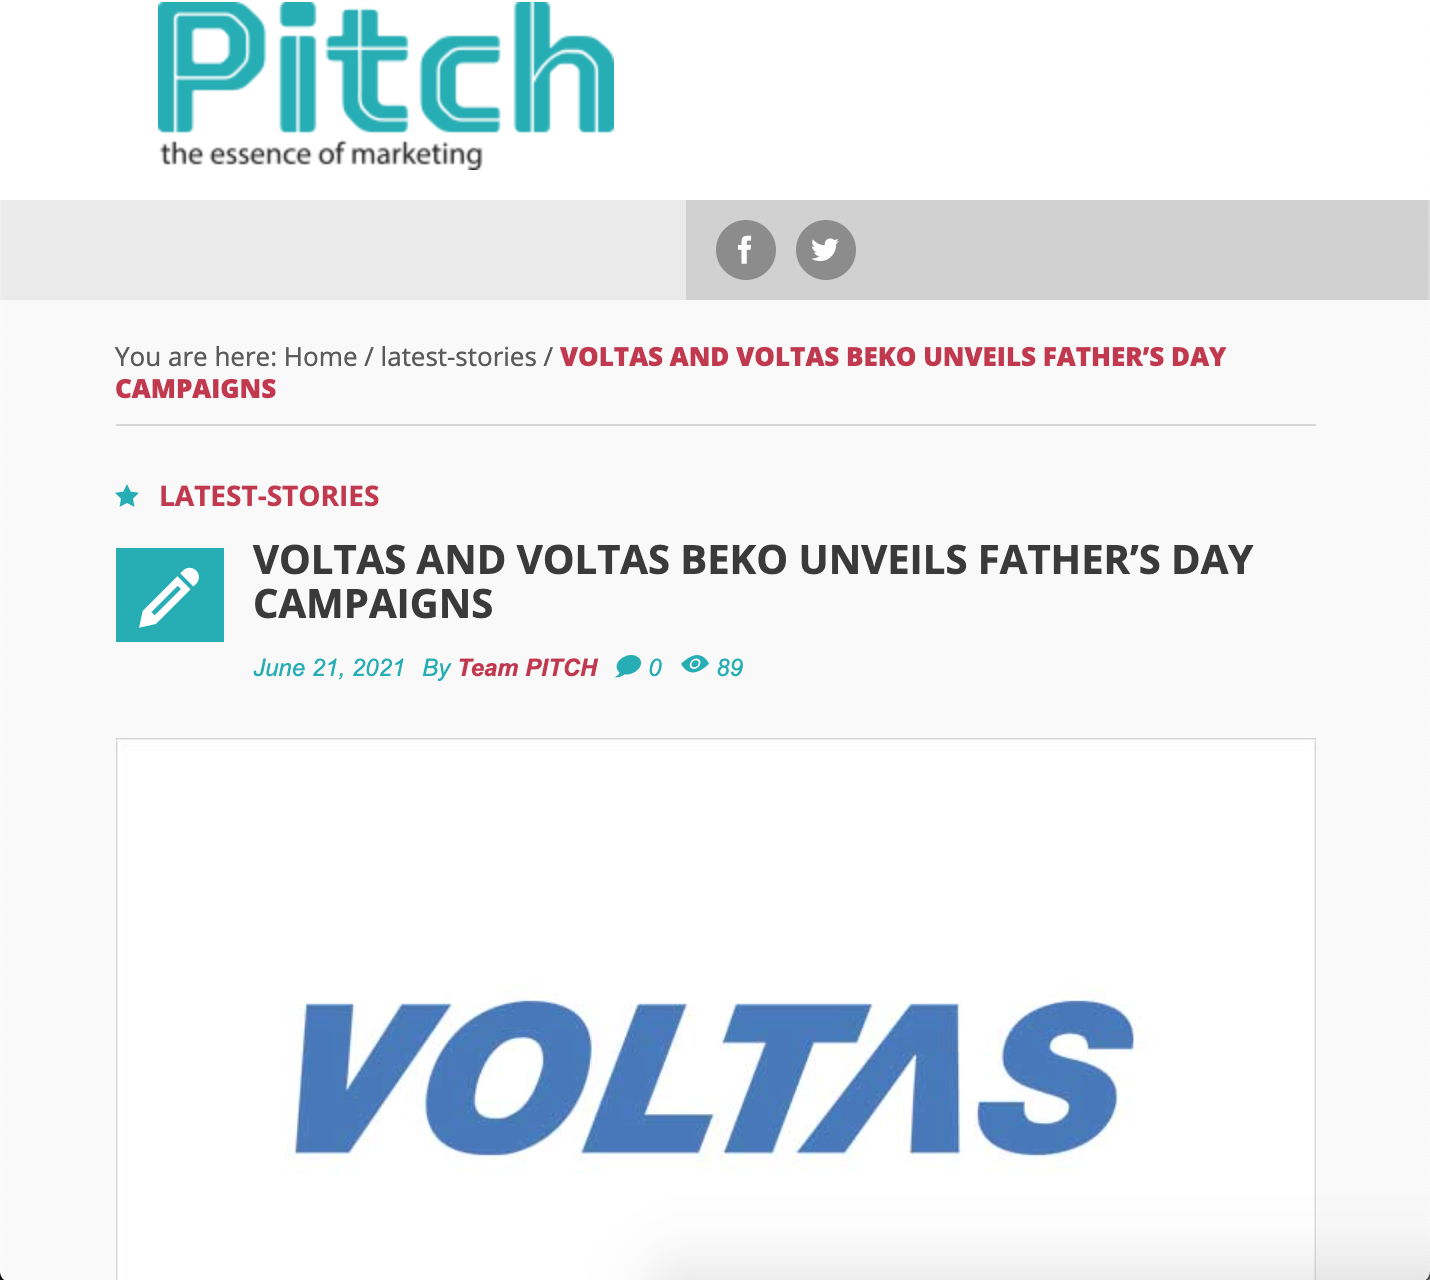 Pitch
the essence of marketing
You are here: Home / latest-stories / VOLTAS AND VOLTAS BEKO UNVEILS FATHER’S DAY
CAMPAIGNS
LATEST-STORIES
VOLTAS AND VOLTAS BEKO UNVEILS FATHER’S DAY
CAMPAIGNS
June 21, 2021 By Team PITCH 0 89
VOLTAS